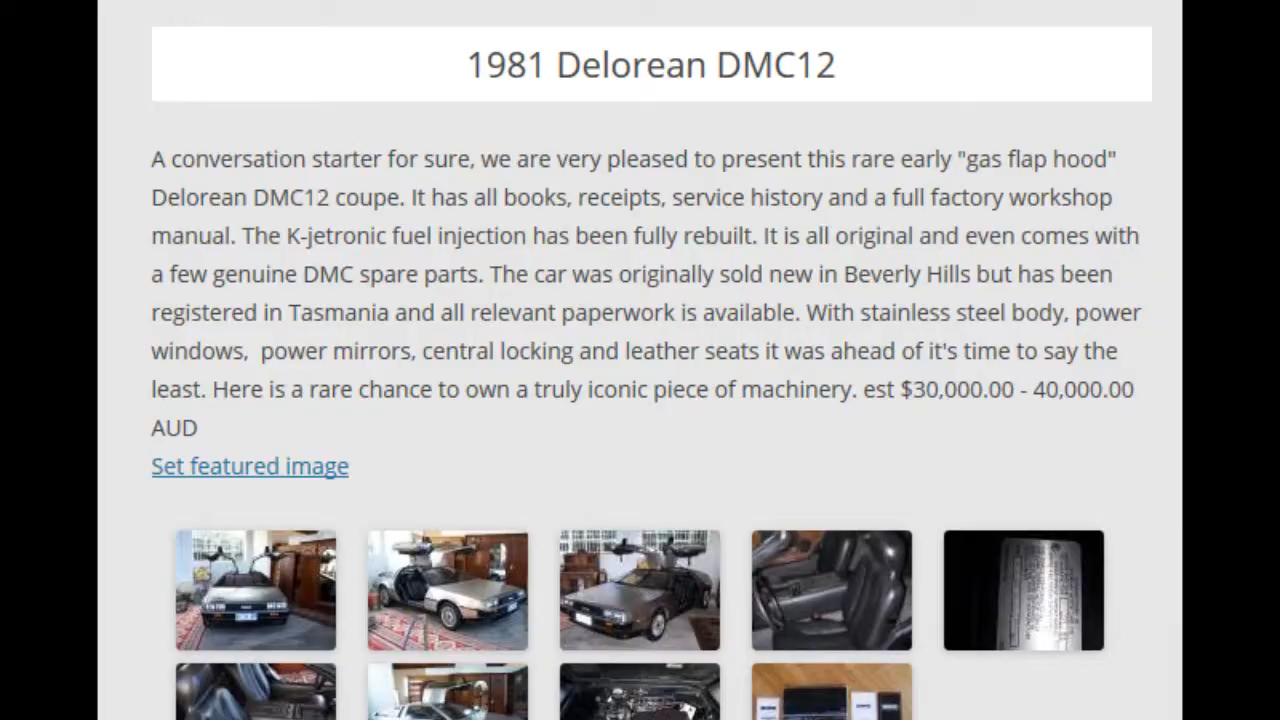 1981 Delorean DMC12
A conversation starter for sure, we are very pleased to present this rare early "gas flap hood"
Delorean DMC12 coupe. It has all books, receipts, service history and a full factory workshop
manual. The K-jetronic fuel injection has been fully rebuilt. It is all original and even comes with
a few genuine DMC spare parts. The car was originally sold new in Beverly Hills but has been
registered in Tasmania and all relevant paperwork is available. With stainless steel body, power
windows,  power mirrors, central locking and leather seats it was ahead of it's time to say the
least. Here is a rare chance to own a truly iconic piece of machinery. est $30,000.00 - 40,000.00
AUD
Set featured image